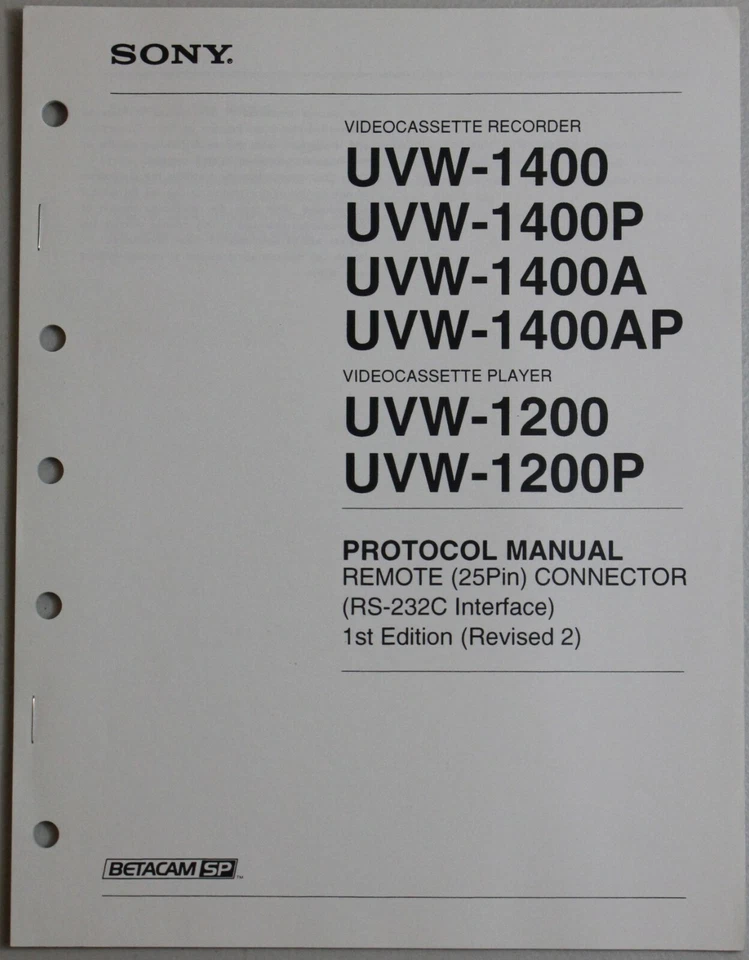 SONY®
VIDEOCASSETTE RECORDER
UVW-1400
UVW-1400P
UVW-1400A
UVW-1400AP
VIDEOCASSETTE PLAYER
UVW-1200
UVW-1200P
PROTOCOL MANUAL
REMOTE (25Pin) CONNECTOR
(RS-232C Interface)
1st Edition (Revised 2)
BETACAM SP™